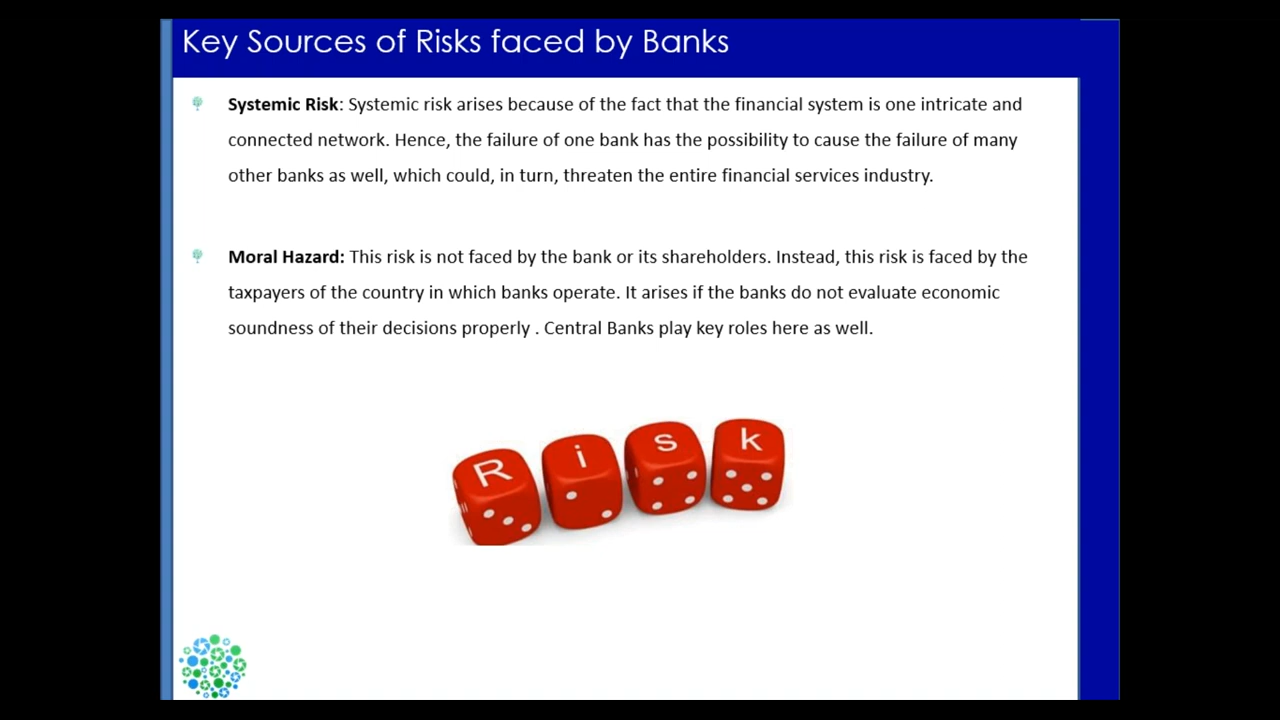 Key Sources of Risks faced by Banks
Systemic Risk: Systemic risk arises because of the fact that the financial system is one intricate and
connected network. Hence, the failure of one bank has the possibility to cause the failure of many
other banks as well, which could, in turn, threaten the entire financial services industry.
Moral Hazard: This risk is not faced by the bank or its shareholders. Instead, this risk is faced by the
taxpayers of the country in which banks operate. It arises if the banks do not evaluate economic
soundness of their decisions properly . Central Banks play key roles here as well.
R i s k